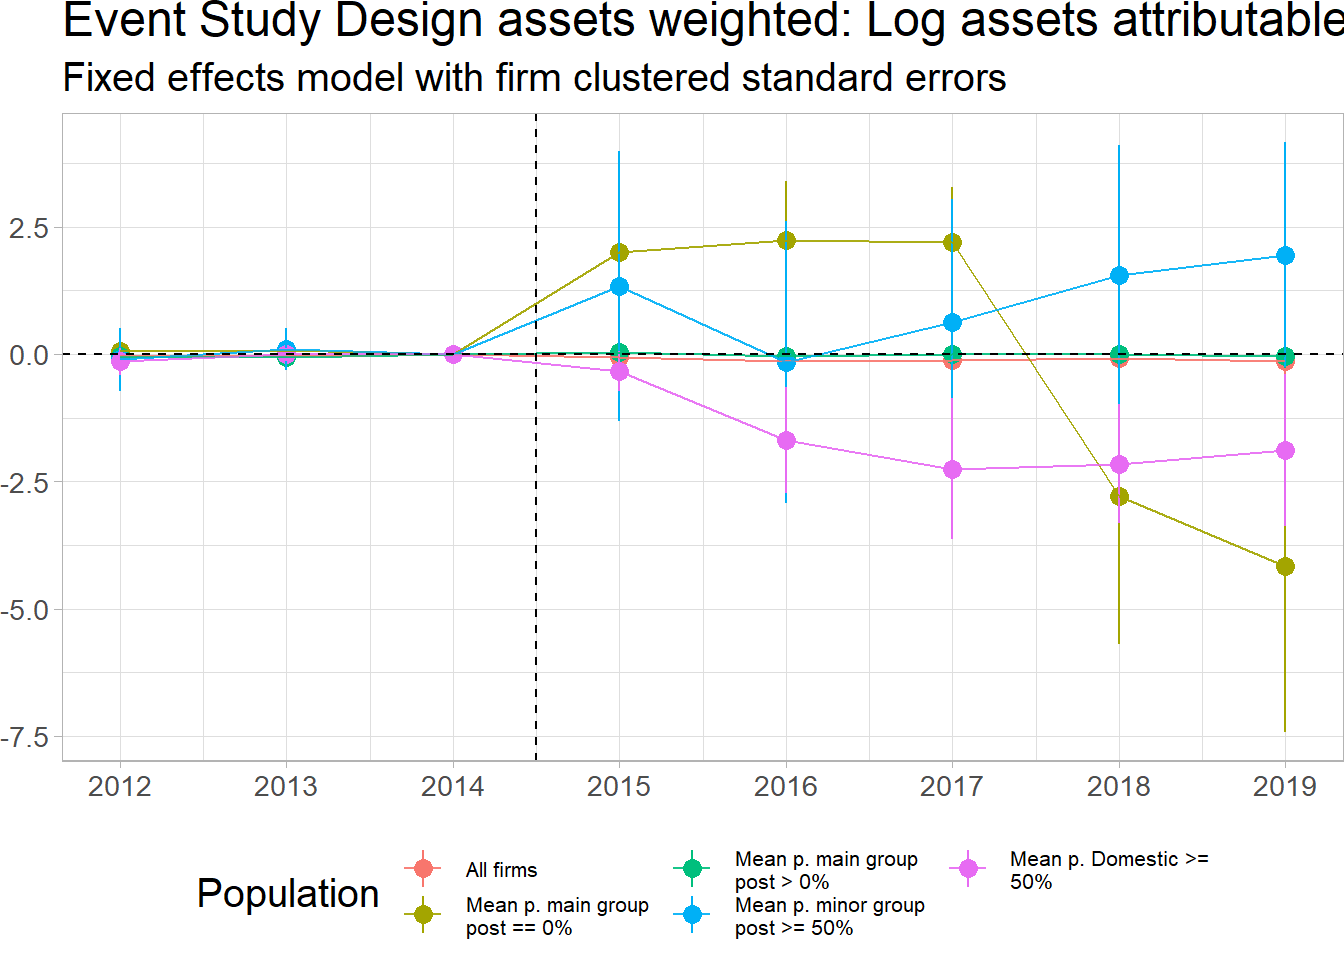 Event Study Design assets weighted: Log assets attributable
Fixed effects model with firm clustered standard errors
2.5
0.0
-2.5
-5.0
-7.5
2012 2013 2014 2015 2016 2017 2018 2019
Population
All firms
Mean p. main group
post == 0%
Mean p. main group
post > 0%
Mean p. minor group
post >= 50%
Mean p. Domestic >=
50%